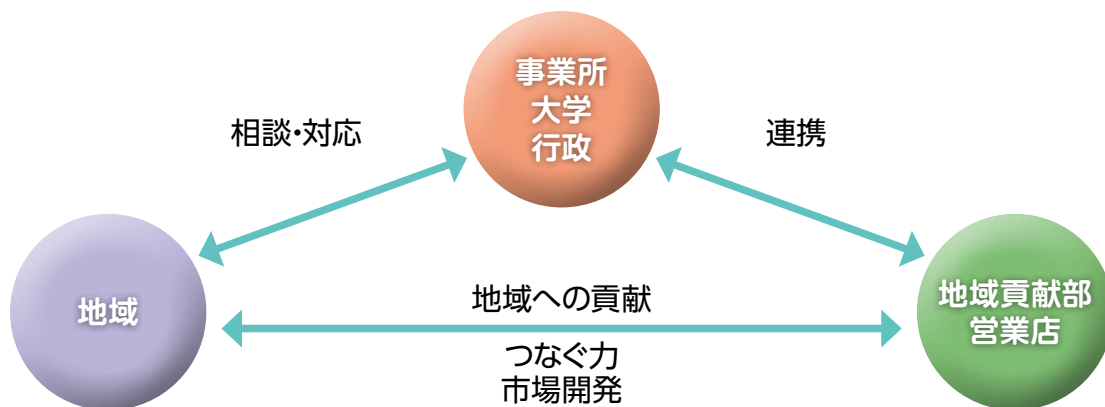 事業所
大学
行政
相談・対応
連携
地域
地域への貢献
つなぐ力
市場開発
地域貢献部
営業店